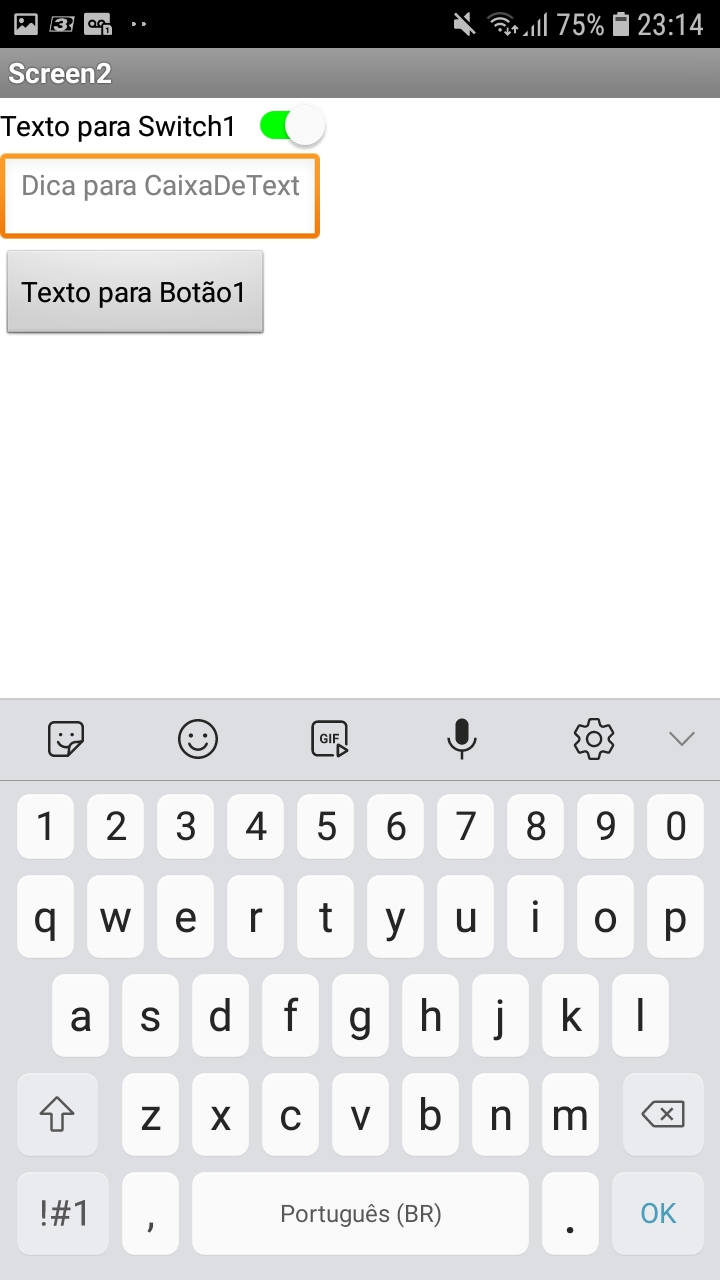 75% 23:14
Screen2
Texto para Switch1
Dica para CaixaDeText
Texto para Botão1
GIF
1 2 3 4 5 6 7 8 9 0
q w e r t y u i o p
a s d f g h j k l
z x c v b n m
!#1 , Português (BR) . OK